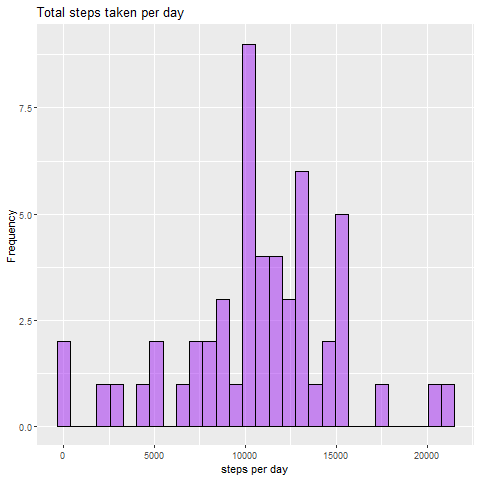 Total steps taken per day
Frequency
7.5
5.0
2.5
0.0
0 5000 10000 15000 20000
steps per day